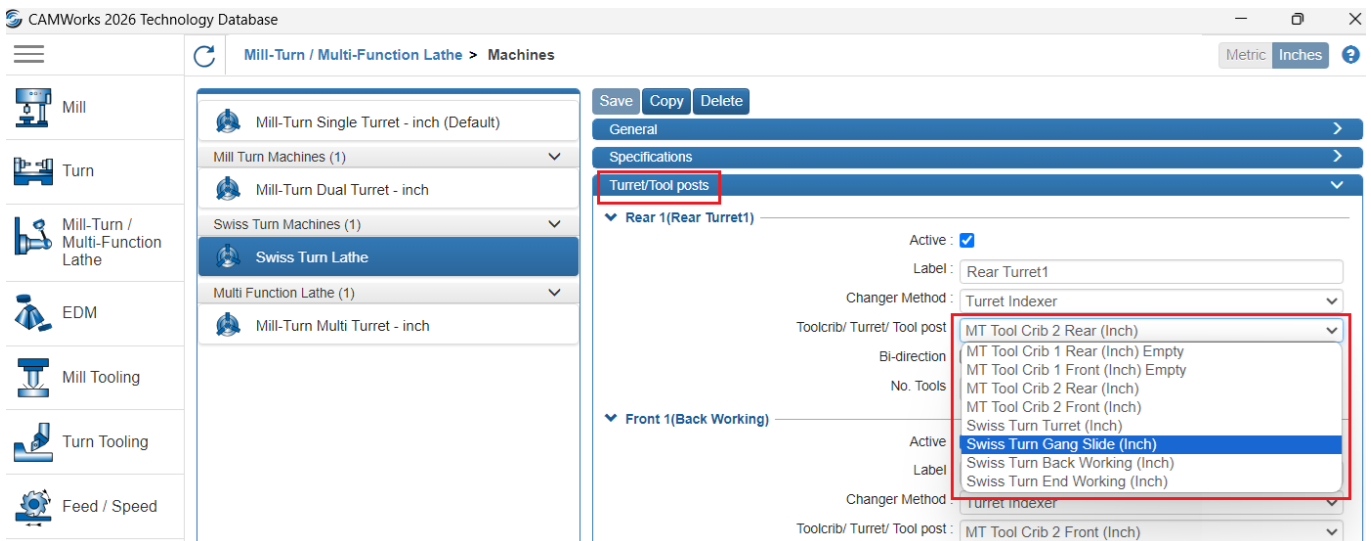 CAMWorks 2026 Technology Database
Mill-Turn / Multi-Function Lathe > Machines
Metric Inches ?
Mill
Turn
Mill-Turn /
Multi-Function
Lathe
EDM
Mill Tooling
Turn Tooling
Feed / Speed
Mill-Turn Single Turret - inch (Default)
Mill Turn Machines (1)
Mill-Turn Dual Turret - inch
Swiss Turn Machines (1)
Swiss Turn Lathe
Multi Function Lathe (1)
Mill-Turn Multi Turret - inch
Save Copy Delete
General
Specifications
Turret/Tool posts
Rear 1(Rear Turret1)
Active :
Label : Rear Turret1
Changer Method : Turret Indexer
Toolcrib/ Turret/ Tool post MT Tool Crib 2 Rear (Inch)
MT Tool Crib 1 Rear (Inch) Empty
MT Tool Crib 1 Front (Inch) Empty
MT Tool Crib 2 Rear (Inch)
MT Tool Crib 2 Front (Inch)
Swiss Turn Turret (Inch)
Swiss Turn Gang Slide (Inch)
Swiss Turn Back Working (Inch)
Swiss Turn End Working (Inch)
Bi-direction
No. Tools
Front 1(Back Working)
Active
Label
Changer Method : Turret Indexer
Toolcrib/ Turret/ Tool post : MT Tool Crib 2 Front (Inch)